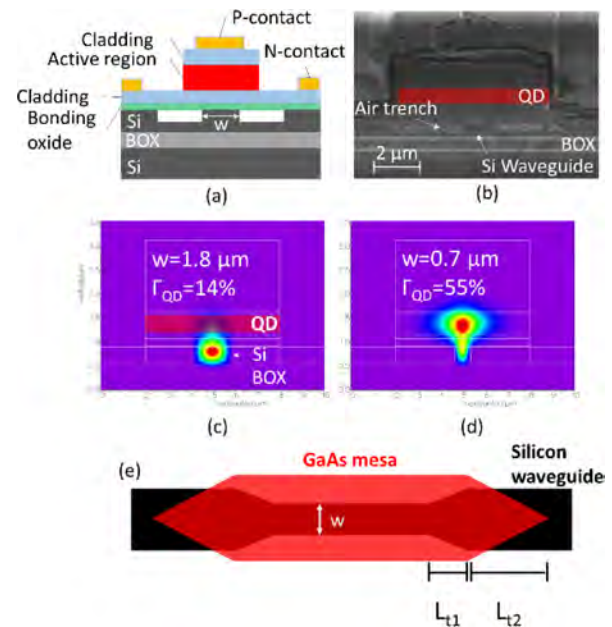 P-contact
Cladding
Active region
N-contact
Cladding
Bonding
oxide
Si
w
BOX
Si
(a)
QD
Air trench
BOX
2 µm
Si Waveguide
(b)
w=1.8 µm
Γ_QD=14%
QD
Si
BOX
(c)
w=0.7 µm
Γ_QD=55%
(d)
(e)
GaAs mesa
Silicon
waveguide
w
L_t1
L_t2